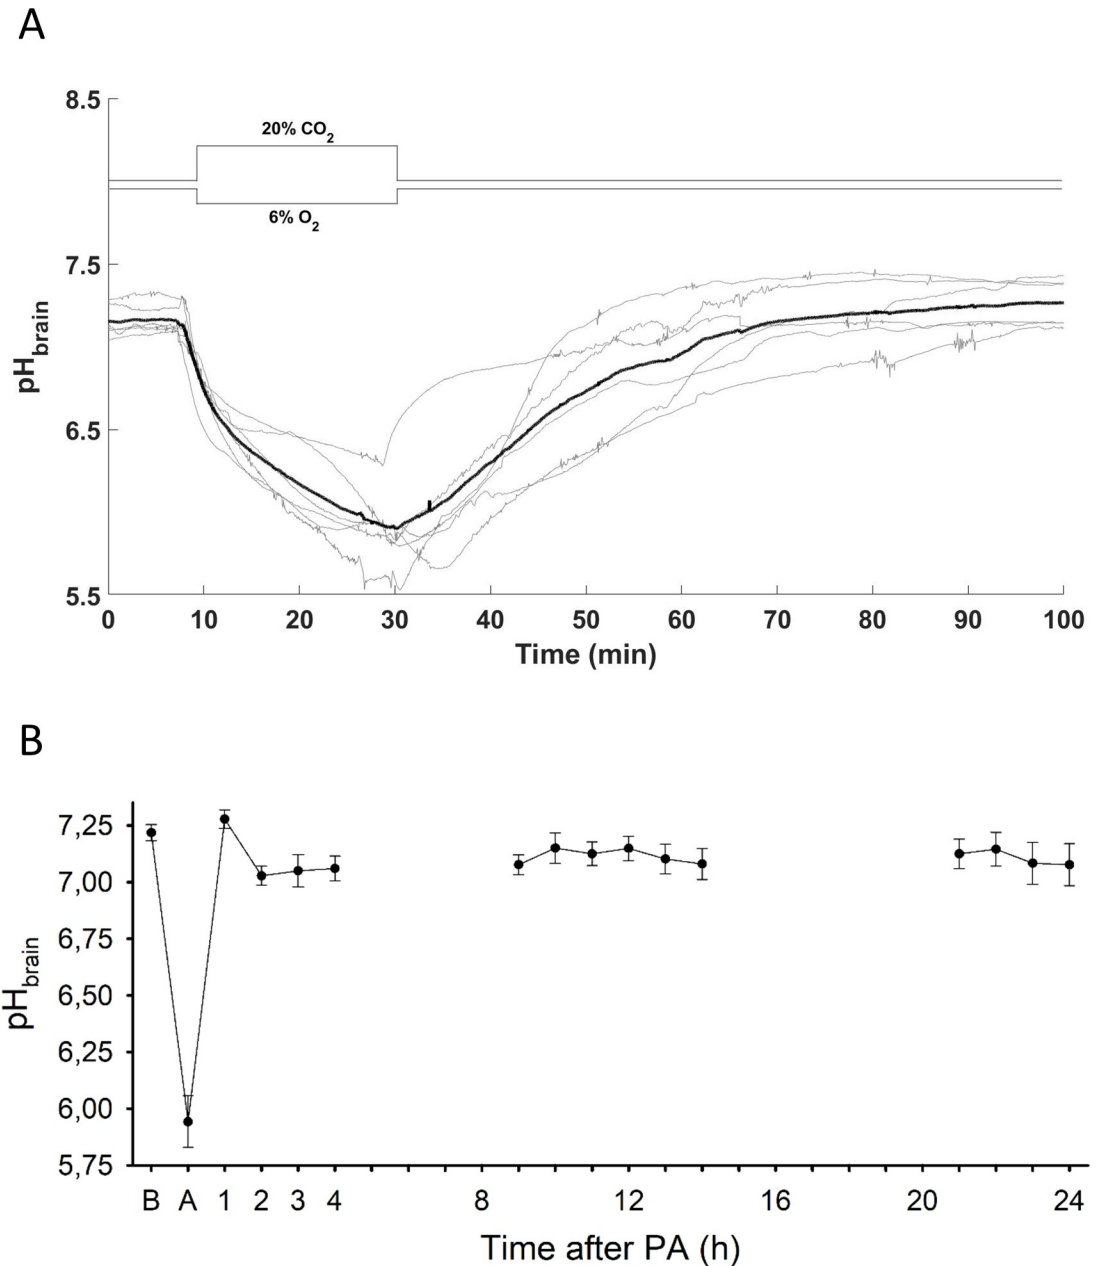 A
8.5
20% CO2
6% O2
7.5
pHbrain
6.5
5.5
0 10 20 30 40 50 60 70 80 90 100
Time (min)
B
7,25
7,00
6,75
pHbrain
6,50
6,25
6,00
5,75
B A 1 2 3 4 8 12 16 20 24
Time after PA (h)